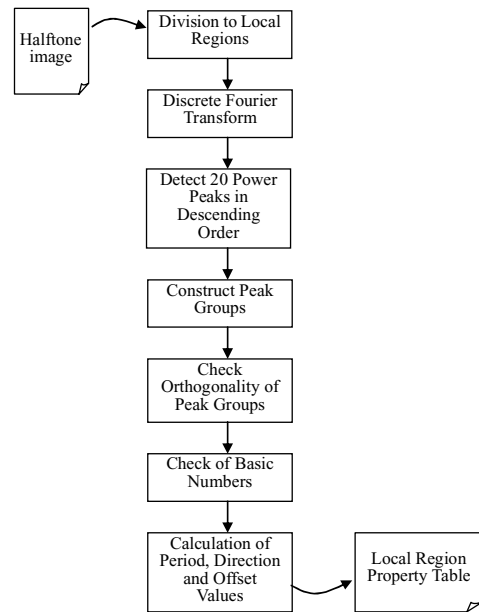 Halftone
image
Division to Local
Regions
Discrete Fourier
Transform
Detect 20 Power
Peaks in
Descending
Order
Construct Peak
Groups
Check
Orthogonality of
Peak Groups
Check of Basic
Numbers
Calculation of
Period, Direction
and Offset
Values
Local Region
Property Table